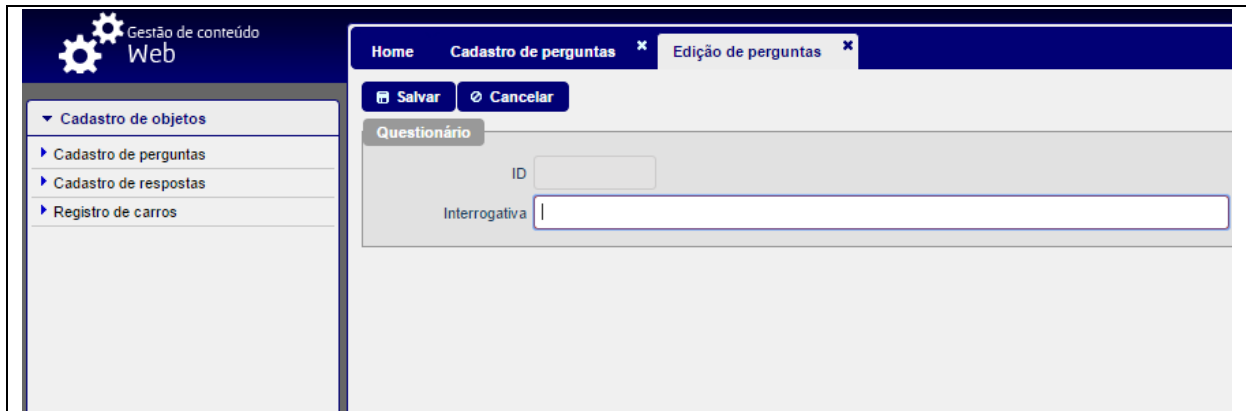 Gestão de conteúdo
Web
Home Cadastro de perguntas Edição de perguntas
Salvar Cancelar
Cadastro de objetos
Cadastro de perguntas
Cadastro de respostas
Registro de carros
Questionário
ID
Interrogativa